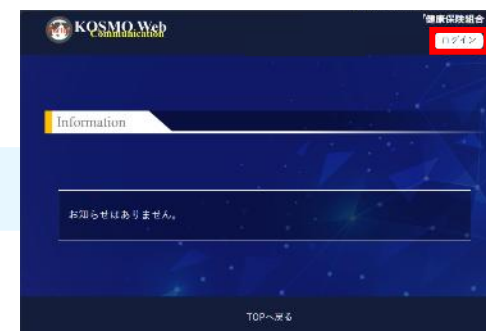 KOSMO Web
Communication
健康保険組合
ログイン
Information
お知らせはありません。
TOPへ戻る